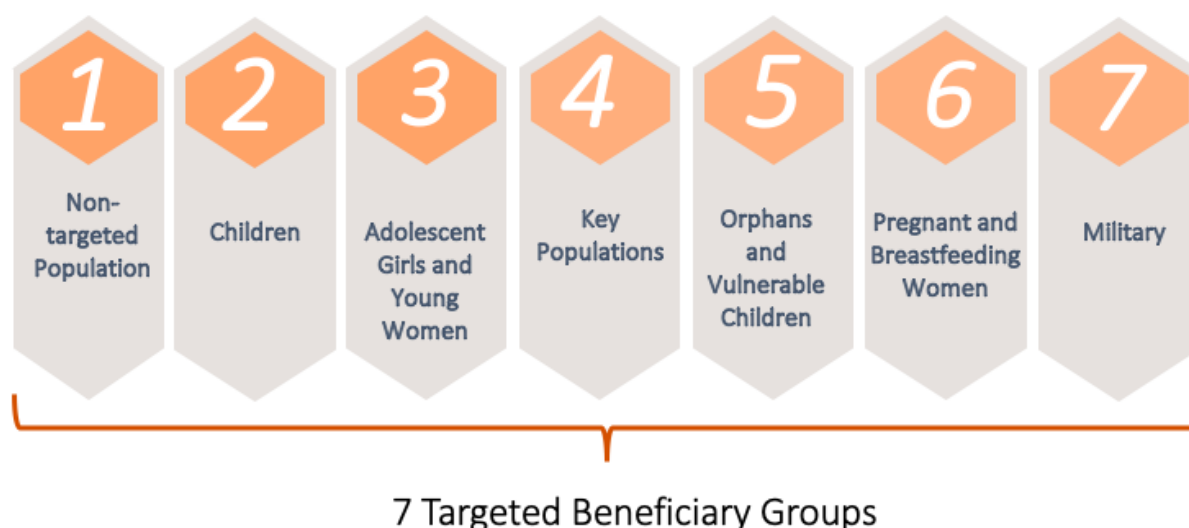 1
Non-
targeted
Population
2
Children
3
Adolescent
Girls and
Young
Women
4
Key
Populations
5
Orphans
and
Vulnerable
Children
6
Pregnant and
Breastfeeding
Women
7
Military
7 Targeted Beneficiary Groups